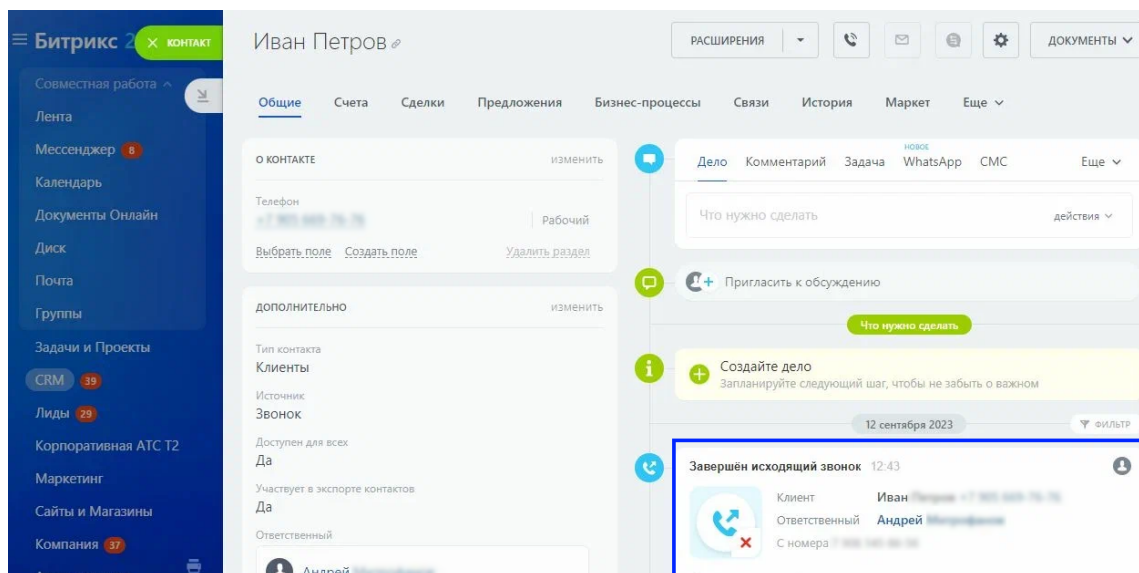 Битрикс 2
КОНТАКТ
Совместная работа
Лента
Мессенджер 8
Календарь
Документы Онлайн
Диск
Почта
Группы
Задачи и Проекты
CRM 39
Лиды 29
Корпоративная АТС Т2
Маркетинг
Сайты и Магазины
Компания 37
Иван Петров
РАСШИРЕНИЯ
ДОКУМЕНТЫ
Общие Счета Сделки Предложения Бизнес-процессы Связи История Маркет Еще
О КОНТАКТЕ изменить
Телефон
Рабочий
Выбрать поле Создать поле Удалить раздел
ДОПОЛНИТЕЛЬНО изменить
Тип контакта
Клиенты
Источник
Звонок
Доступен для всех
Да
Участвует в экспорте контактов
Да
Ответственный
Андрей
НОВОЕ
Дело Комментарий Задача WhatsApp СМС Еще
Что нужно сделать действия
Пригласить к обсуждению
Что нужно сделать
Создайте дело
Запланируйте следующий шаг, чтобы не забыть о важном
12 сентября 2023 ФИЛЬТР
Завершён исходящий звонок 12:43
Клиент Иван
Ответственный Андрей
С номера